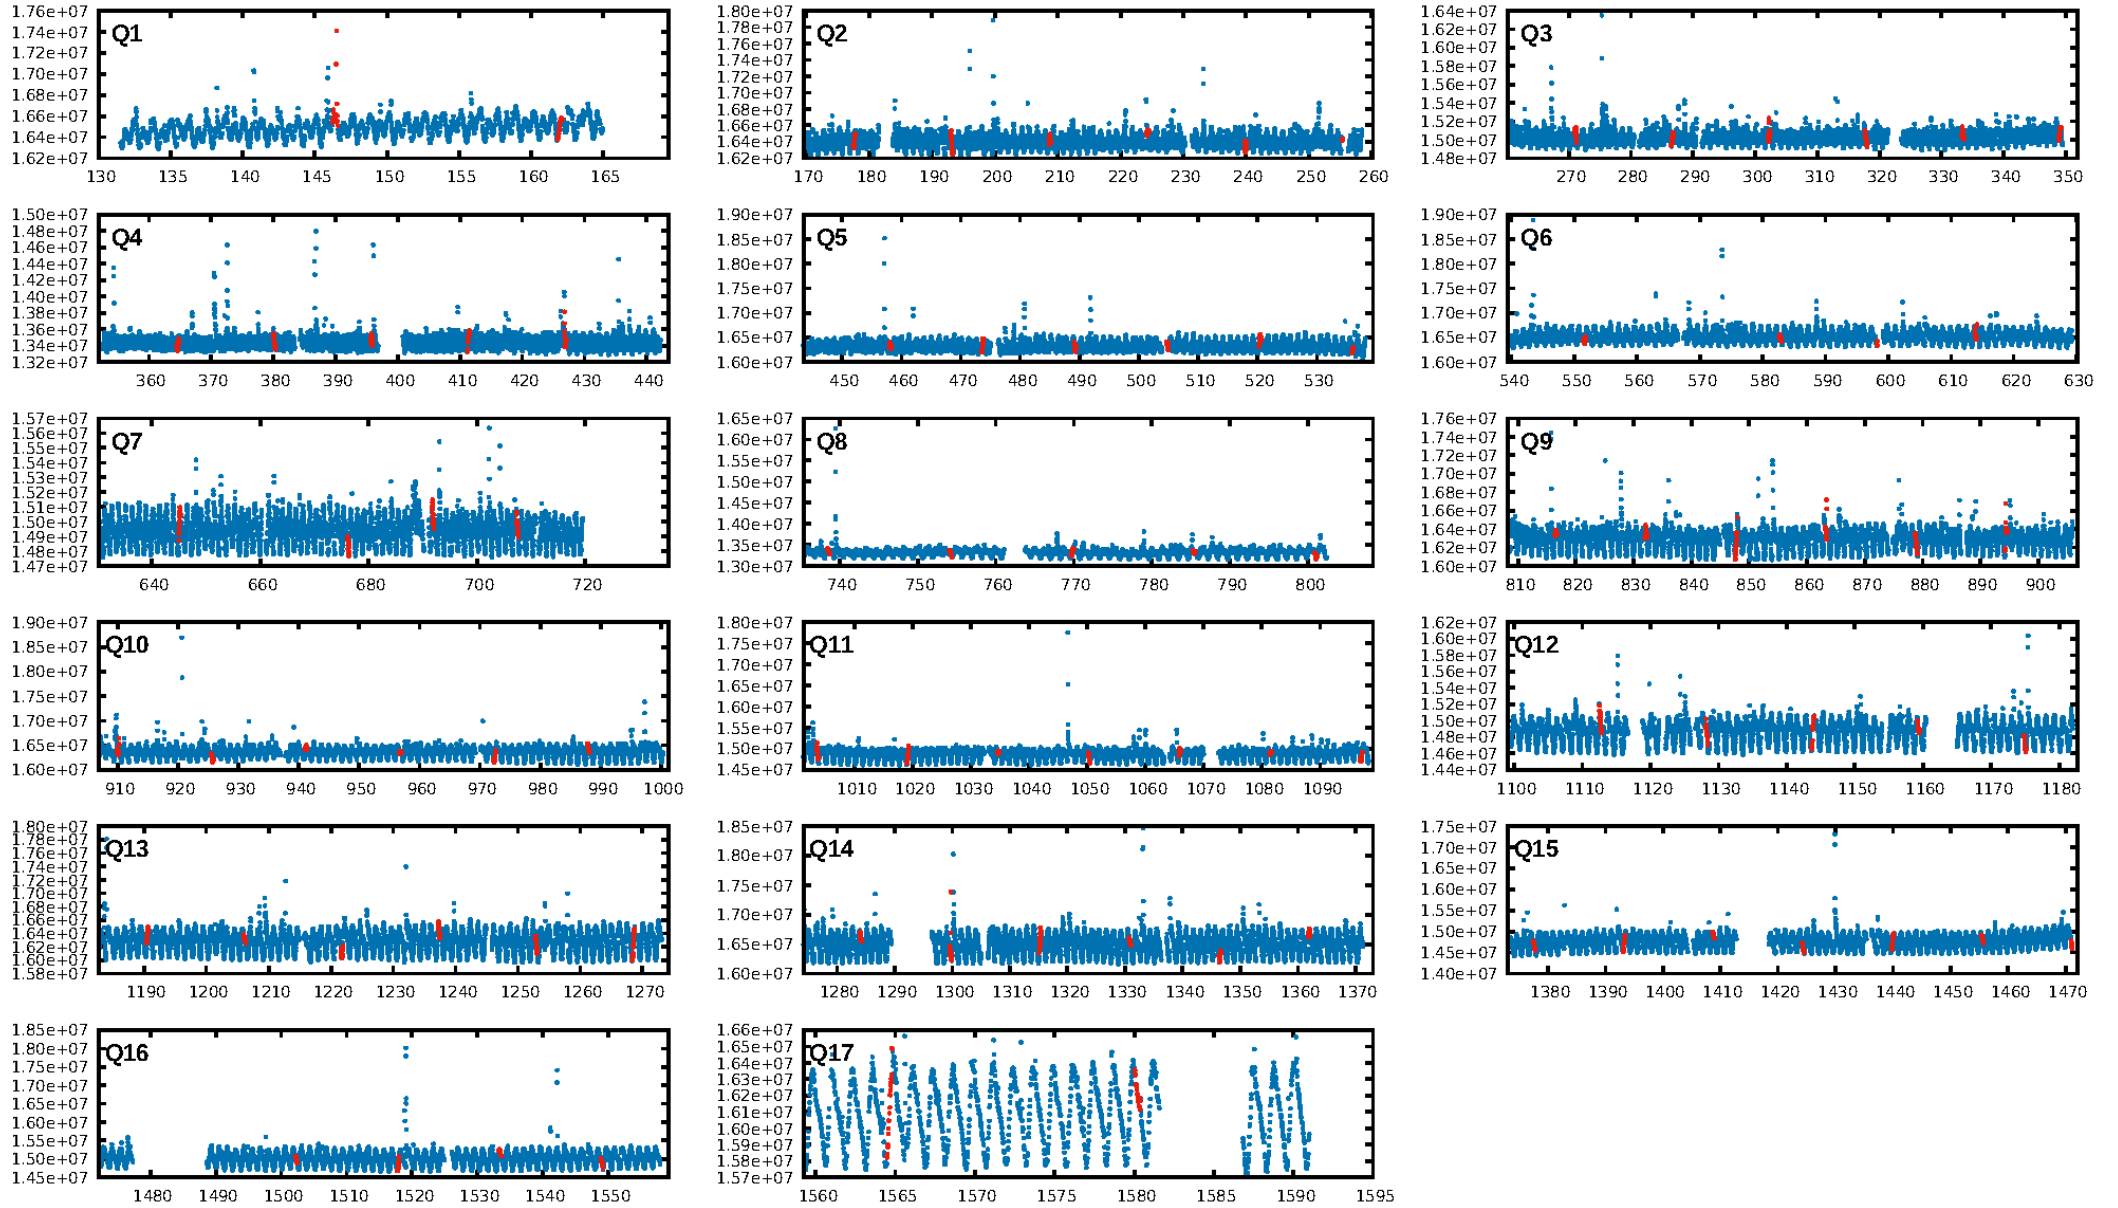 Q1
1.76e+07
1.74e+07
1.72e+07
1.70e+07
1.68e+07
1.66e+07
1.64e+07
1.62e+07
130 135 140 145 150 155 160 165
Q2
1.80e+07
1.78e+07
1.76e+07
1.74e+07
1.72e+07
1.70e+07
1.68e+07
1.66e+07
1.64e+07
1.62e+07
170 180 190 200 210 220 230 240 250 260
Q3
1.64e+07
1.62e+07
1.60e+07
1.58e+07
1.56e+07
1.54e+07
1.52e+07
1.50e+07
1.48e+07
270 280 290 300 310 320 330 340 350
Q4
1.50e+07
1.48e+07
1.46e+07
1.44e+07
1.42e+07
1.40e+07
1.38e+07
1.36e+07
1.34e+07
1.32e+07
360 370 380 390 400 410 420 430 440
Q5
1.90e+07
1.85e+07
1.80e+07
1.75e+07
1.70e+07
1.65e+07
1.60e+07
450 460 470 480 490 500 510 520 530
Q6
1.90e+07
1.85e+07
1.80e+07
1.75e+07
1.70e+07
1.65e+07
1.60e+07
540 550 560 570 580 590 600 610 620 630
Q7
1.57e+07
1.56e+07
1.55e+07
1.54e+07
1.53e+07
1.52e+07
1.51e+07
1.50e+07
1.49e+07
1.48e+07
1.47e+07
640 660 680 700 720
Q8
1.65e+07
1.60e+07
1.55e+07
1.50e+07
1.45e+07
1.40e+07
1.35e+07
1.30e+07
740 750 760 770 780 790 800
Q9
1.76e+07
1.74e+07
1.72e+07
1.70e+07
1.68e+07
1.66e+07
1.64e+07
1.62e+07
1.60e+07
810 820 830 840 850 860 870 880 890 900
Q10
1.90e+07
1.85e+07
1.80e+07
1.75e+07
1.70e+07
1.65e+07
1.60e+07
910 920 930 940 950 960 970 980 990 1000
Q11
1.80e+07
1.75e+07
1.70e+07
1.65e+07
1.60e+07
1.55e+07
1.50e+07
1.45e+07
1010 1020 1030 1040 1050 1060 1070 1080 1090
Q12
1.62e+07
1.60e+07
1.58e+07
1.56e+07
1.54e+07
1.52e+07
1.50e+07
1.48e+07
1.46e+07
1.44e+07
1100 1110 1120 1130 1140 1150 1160 1170 1180
Q13
1.80e+07
1.78e+07
1.76e+07
1.74e+07
1.72e+07
1.70e+07
1.68e+07
1.66e+07
1.64e+07
1.62e+07
1.60e+07
1.58e+07
1190 1200 1210 1220 1230 1240 1250 1260 1270
Q14
1.85e+07
1.80e+07
1.75e+07
1.70e+07
1.65e+07
1.60e+07
1280 1290 1300 1310 1320 1330 1340 1350 1360 1370
Q15
1.75e+07
1.70e+07
1.65e+07
1.60e+07
1.55e+07
1.50e+07
1.45e+07
1.40e+07
1380 1390 1400 1410 1420 1430 1440 1450 1460 1470
Q16
1.85e+07
1.80e+07
1.75e+07
1.70e+07
1.65e+07
1.60e+07
1.55e+07
1.50e+07
1.45e+07
1480 1490 1500 1510 1520 1530 1540 1550
Q17
1.66e+07
1.65e+07
1.64e+07
1.63e+07
1.62e+07
1.61e+07
1.60e+07
1.59e+07
1.58e+07
1.57e+07
1560 1565 1570 1575 1580 1585 1590 1595